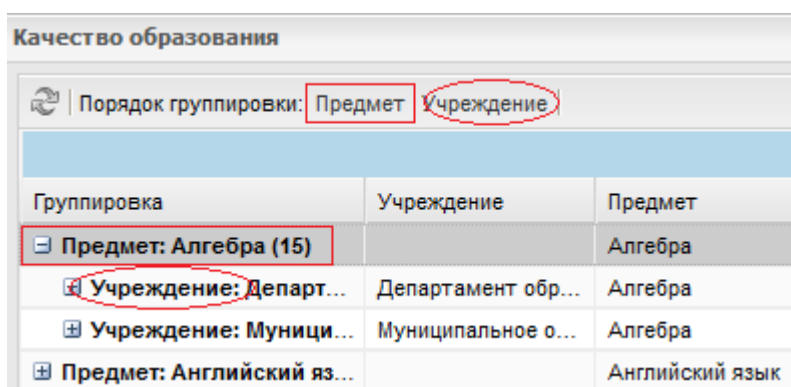 Качество образования
Порядок группировки: Предмет Учреждение
Группировка Учреждение Предмет
Предмет: Алгебра (15) Алгебра
Учреждение: Департ... Департамент обр... Алгебра
Учреждение: Муници... Муниципальное о... Алгебра
Предмет: Английский яз... Английский язык